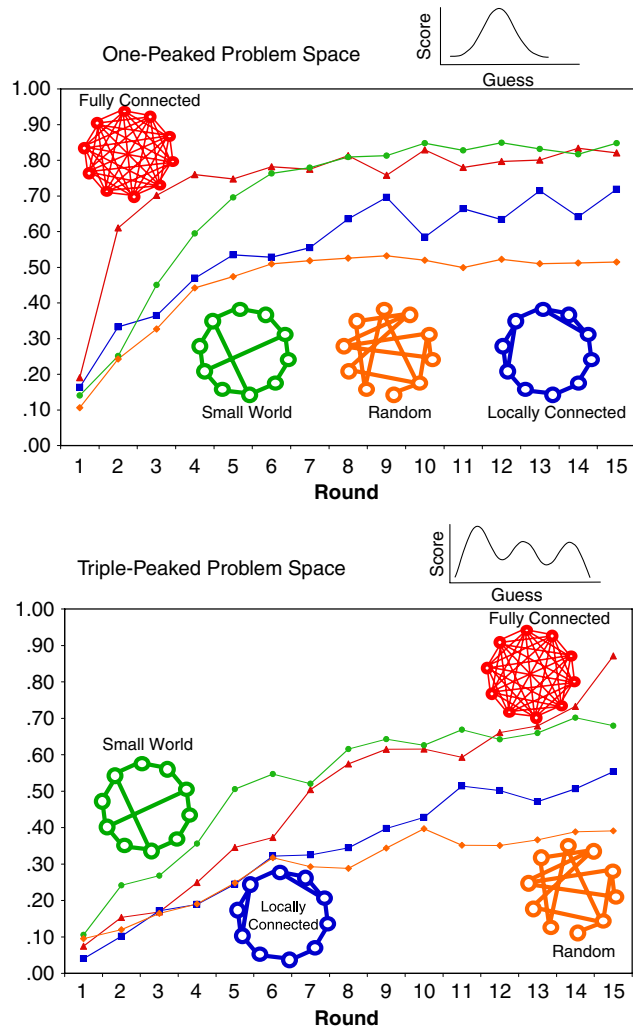 One-Peaked Problem Space
Score
Guess
1.00
.90
.80
.70
.60
.50
.40
.30
.20
.10
.00
Fully Connected
Small World
Random
Locally Connected
1 2 3 4 5 6 7 8 9 10 11 12 13 14 15
Round
Triple-Peaked Problem Space
Score
Guess
1.00
.90
.80
.70
.60
.50
.40
.30
.20
.10
.00
Fully Connected
Small World
Locally
Connected
Random
1 2 3 4 5 6 7 8 9 10 11 12 13 14 15
Round